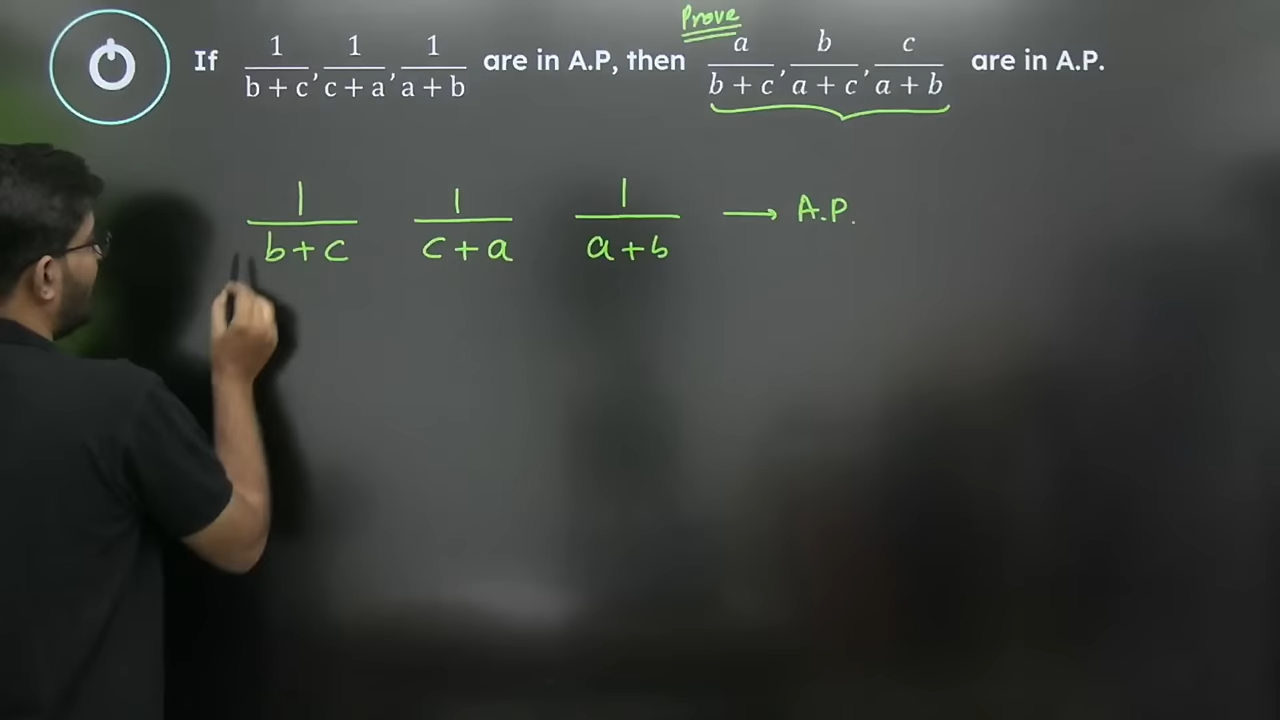 Prove
If 1/(b + c), 1/(c + a), 1/(a + b) are in A.P, then a/(b + c), b/(a + c), c/(a + b) are in A.P.
1/(b+c) 1/(c+a) 1/(a+b) → A.P.